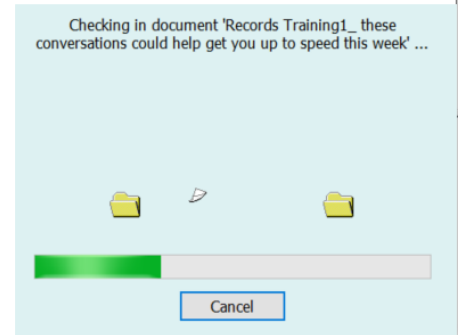 Checking in document 'Records Training1_ these
conversations could help get you up to speed this week' ...
Cancel